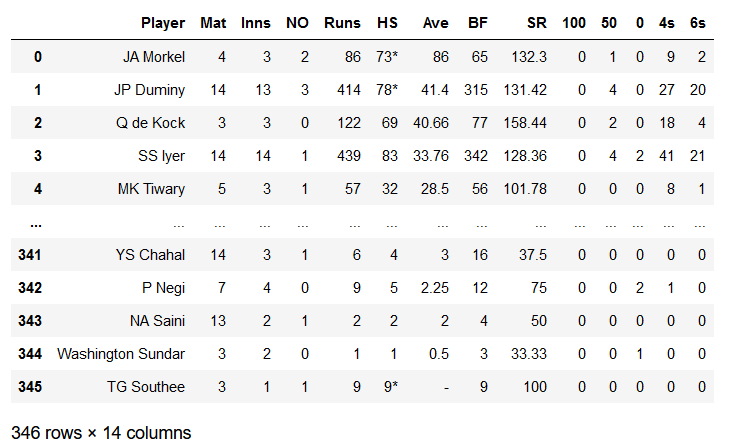 Player Mat Inns NO Runs HS Ave BF SR 100 50 0 4s 6s
0 JA Morkel 4 3 2 86 73* 86 65 132.3 0 1 0 9 2
1 JP Duminy 14 13 3 414 78* 41.4 315 131.42 0 4 0 27 20
2 Q de Kock 3 3 0 122 69 40.66 77 158.44 0 2 0 18 4
3 SS Iyer 14 14 1 439 83 33.76 342 128.36 0 4 2 41 21
4 MK Tiwary 5 3 1 57 32 28.5 56 101.78 0 0 0 8 1
... ... ... ... ... ... ... ... ... ... ... ... ... ... ...
341 YS Chahal 14 3 1 6 4 3 16 37.5 0 0 0 0 0
342 P Negi 7 4 0 9 5 2.25 12 75 0 0 2 1 0
343 NA Saini 13 2 1 2 2 2 4 50 0 0 0 0 0
344 Washington Sundar 3 2 0 1 1 0.5 3 33.33 0 0 1 0 0
345 TG Southee 3 1 1 9 9* - 9 100 0 0 0 0 0
346 rows × 14 columns